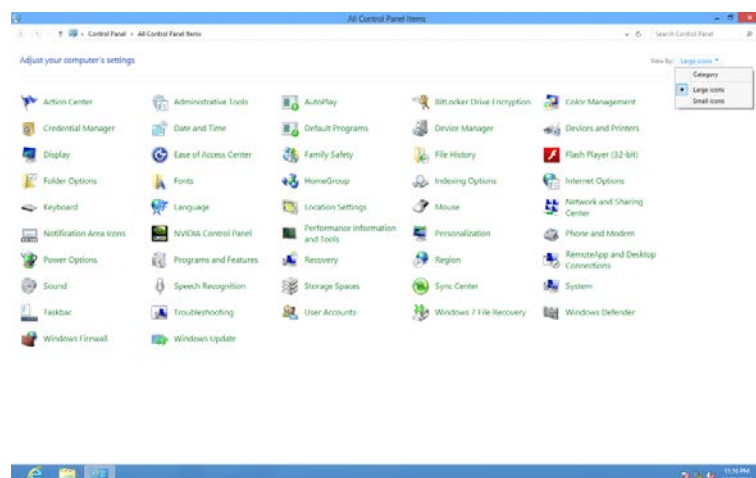 All Control Panel Items
Control Panel All Control Panel Items
Search Control Panel
Adjust your computer's settings
View by: Large icons
Category
Large icons
Small icons
Action Center Administrative Tools AutoPlay BitLocker Drive Encryption Color Management
Credential Manager Date and Time Default Programs Device Manager Devices and Printers
Display Ease of Access Center Family Safety File History Flash Player (32-bit)
Folder Options Fonts HomeGroup Indexing Options Internet Options
Keyboard Language Location Settings Mouse Network and Sharing
Center
Notification Area Icons NVIDIA Control Panel Performance Information Personalization Phone and Modem
and Tools
Power Options Programs and Features Recovery Region RemoteApp and Desktop
Connections
Sound Speech Recognition Storage Spaces Sync Center System
Taskbar Troubleshooting User Accounts Windows 7 File Recovery Windows Defender
Windows Firewall Windows Update
11:16 PM